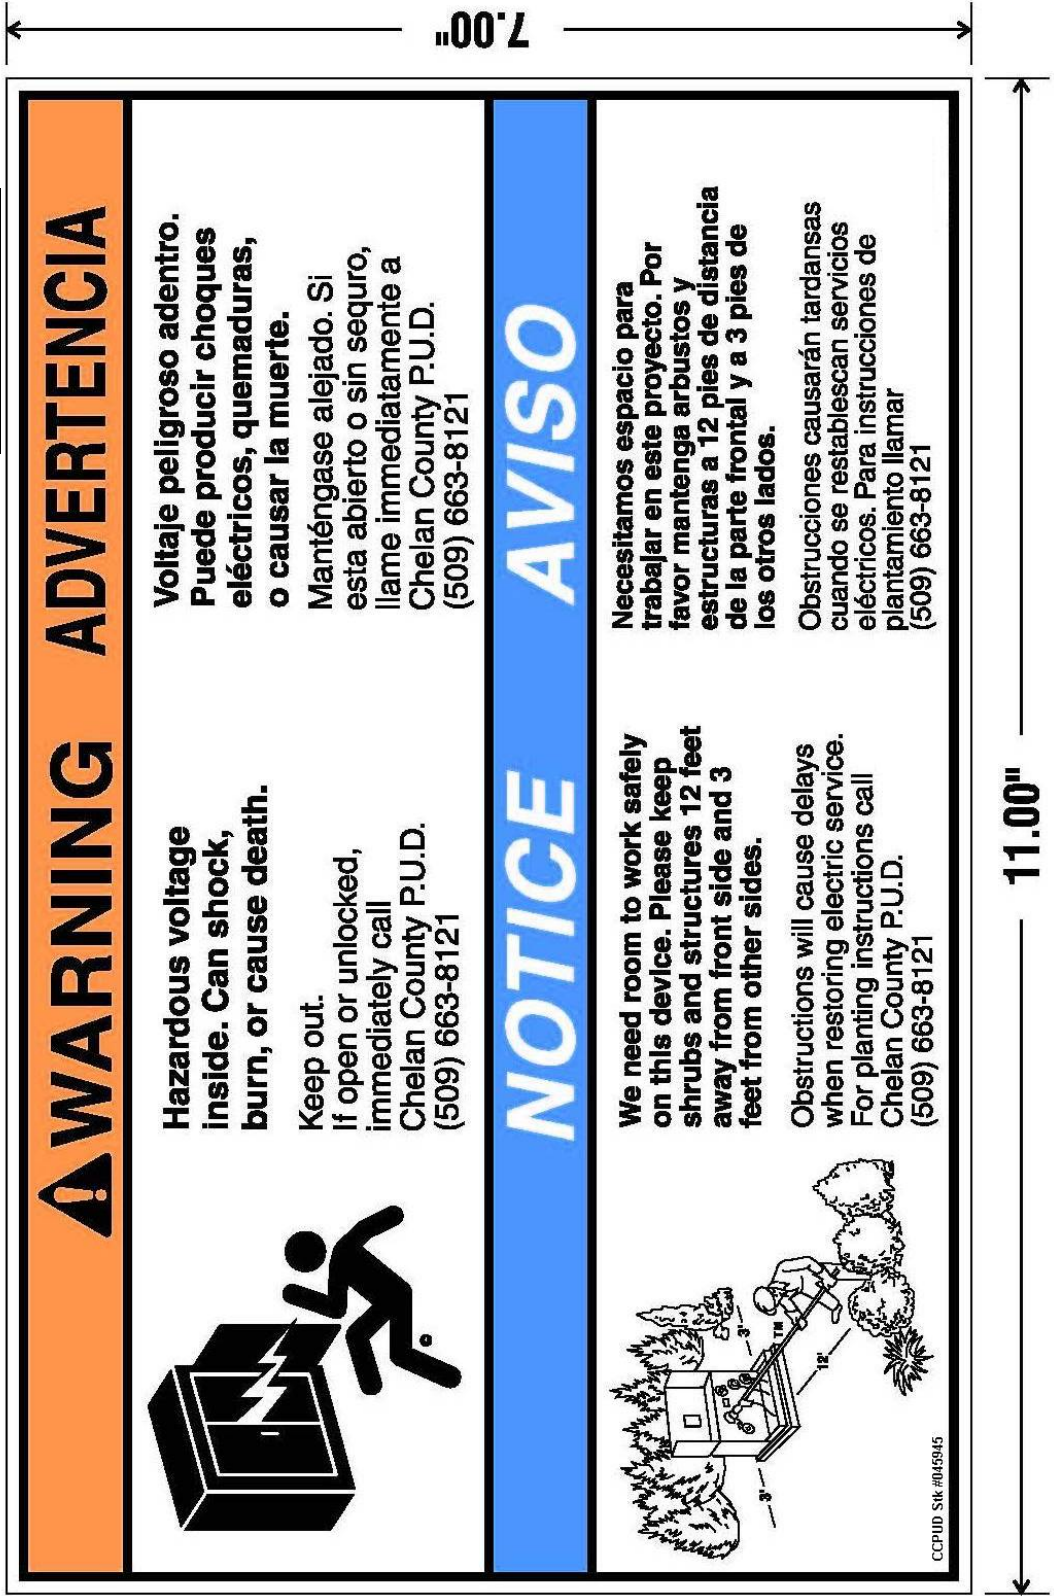 7.00"
WARNING ADVERTENCIA
Hazardous voltage
inside. Can shock,
burn, or cause death.
Keep out.
If open or unlocked,
immediately call
Chelan County P.U.D.
(509) 663-8121
Voltaje peligroso adentro.
Puede producir choques
eléctricos, quemaduras,
o causar la muerte.
Manténgase alejado. Si
esta abierto o sin sequro,
llame immediatamente a
Chelan County P.U.D.
(509) 663-8121
NOTICE AVISO
We need room to work safely
on this device. Please keep
shrubs and structures 12 feet
away from front side and 3
feet from other sides.
Obstructions will cause delays
when restoring electric service.
For planting instructions call
Chelan County P.U.D.
(509) 663-8121
Necesitamos espacio para
trabajar en este proyecto. Por
favor mantenga arbustos y
estructuras a 12 pies de distancia
de la parte frontal y a 3 pies de
los otros lados.
Obstrucciones causarán tardansas
cuando se restablescan servicios
eléctricos. Para instrucciones de
plantamiento llamar
(509) 663-8121
3'
TM
12'
3'
CCPUD Stk #045945
11.00"